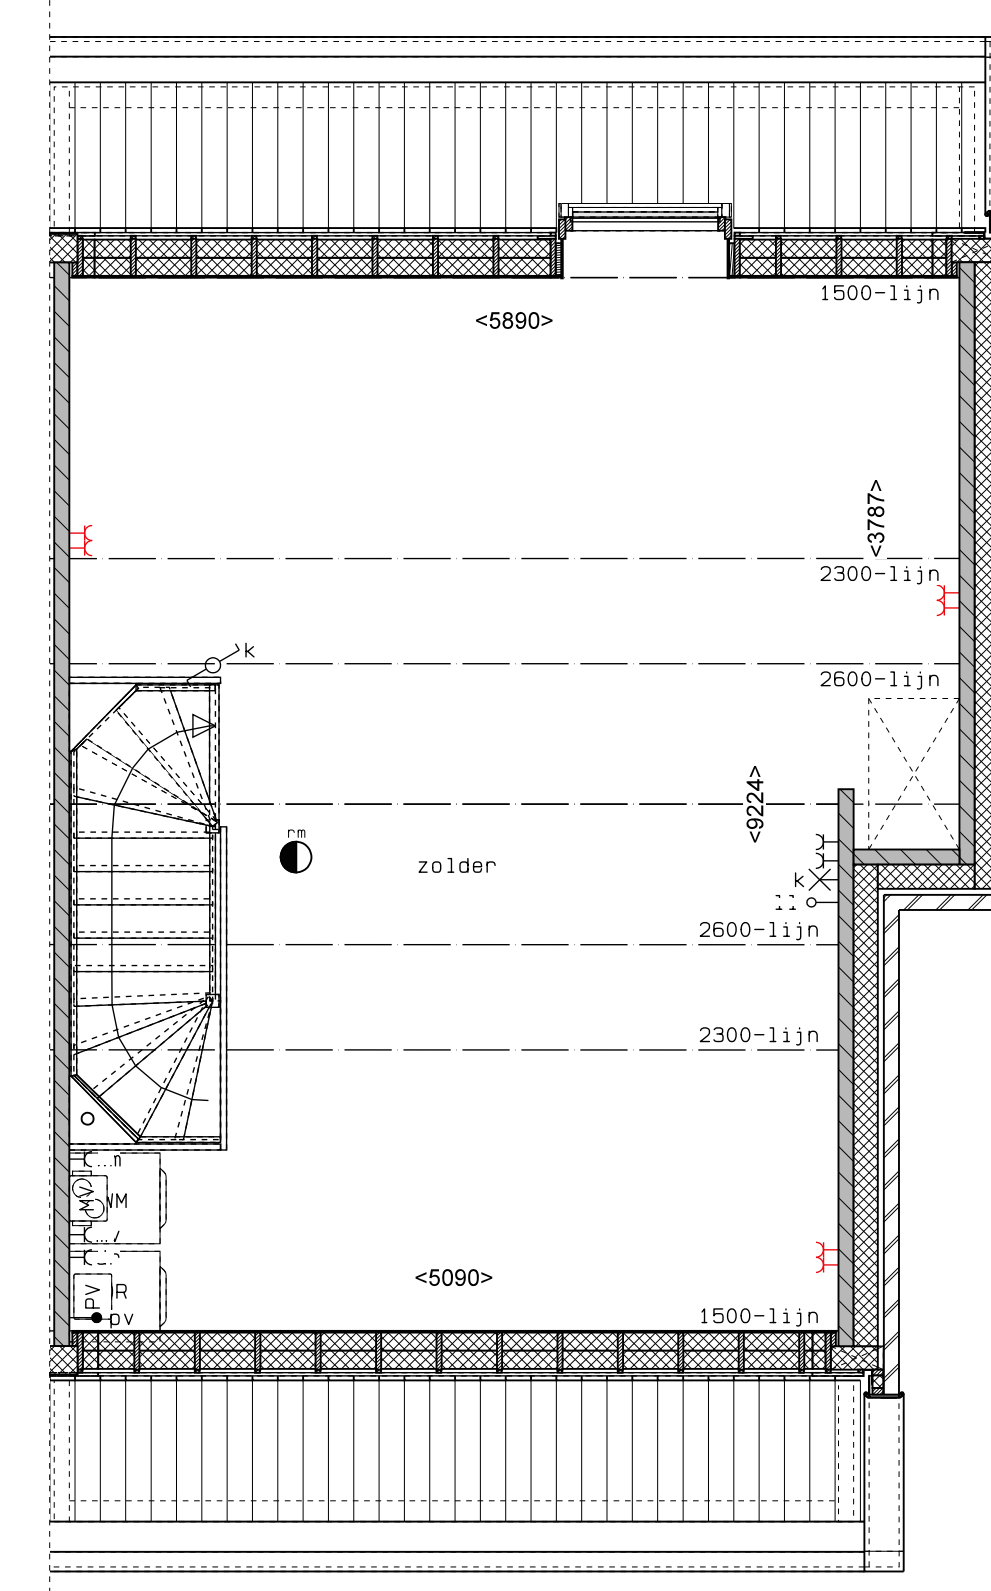 1500-lijn
<5890>
<3787>
2300-lijn
k
2600-lijn
<9224>
rm
zolder
k
2600-lijn
2300-lijn
MV
PV
pv
<5090>
1500-lijn